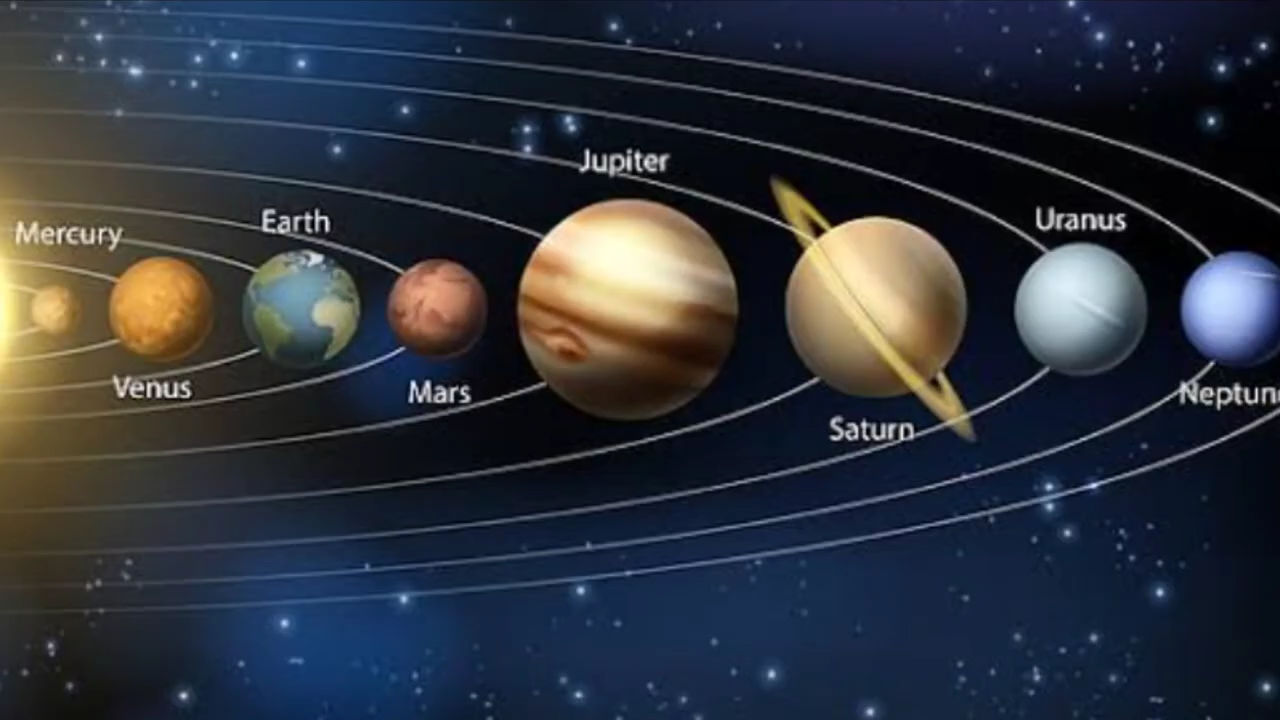 Mercury
Venus
Earth
Mars
Jupiter
Saturn
Uranus
Neptun